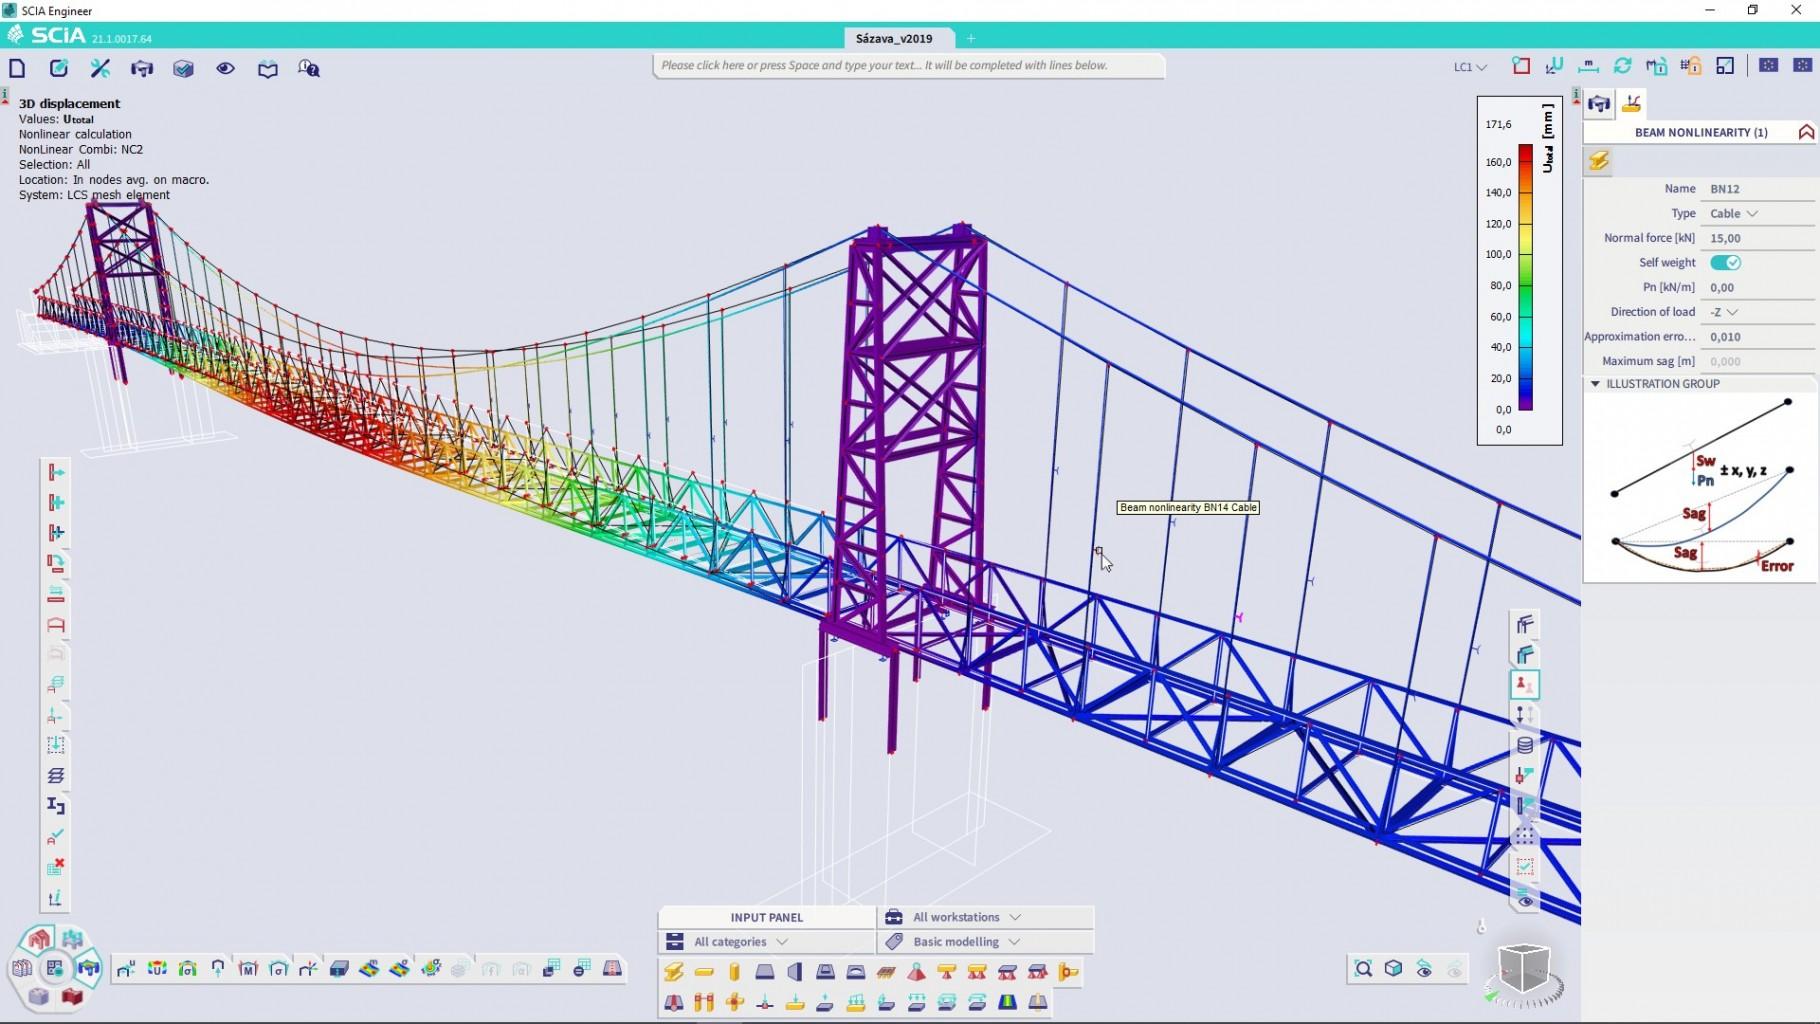 SCIA Engineer
SCIA 21.1.0017.64
Sázava_v2019
Please click here or press Space and type your text... It will be completed with lines below.
LC1
3D displacement
Values: Utotal
Nonlinear calculation
NonLinear Combi: NC2
Selection: All
Location: In nodes avg. on macro.
System: LCS mesh element
171,6
160,0
140,0
120,0
100,0
80,0
60,0
40,0
20,0
0,0
0,0
Utotal [mm]
BEAM NONLINEARITY (1)
Name BN12
Type Cable
Normal force [kN] 15,00
Self weight
Pn [kN/m] 0,00
Direction of load -Z
Approximation erro... 0,010
Maximum sag [m] 0,000
ILLUSTRATION GROUP
Sw
Pn
± x, y, z
Sag
Sag
Error
Beam nonlinearity BN14 Cable
INPUT PANEL
All workstations
All categories
Basic modelling